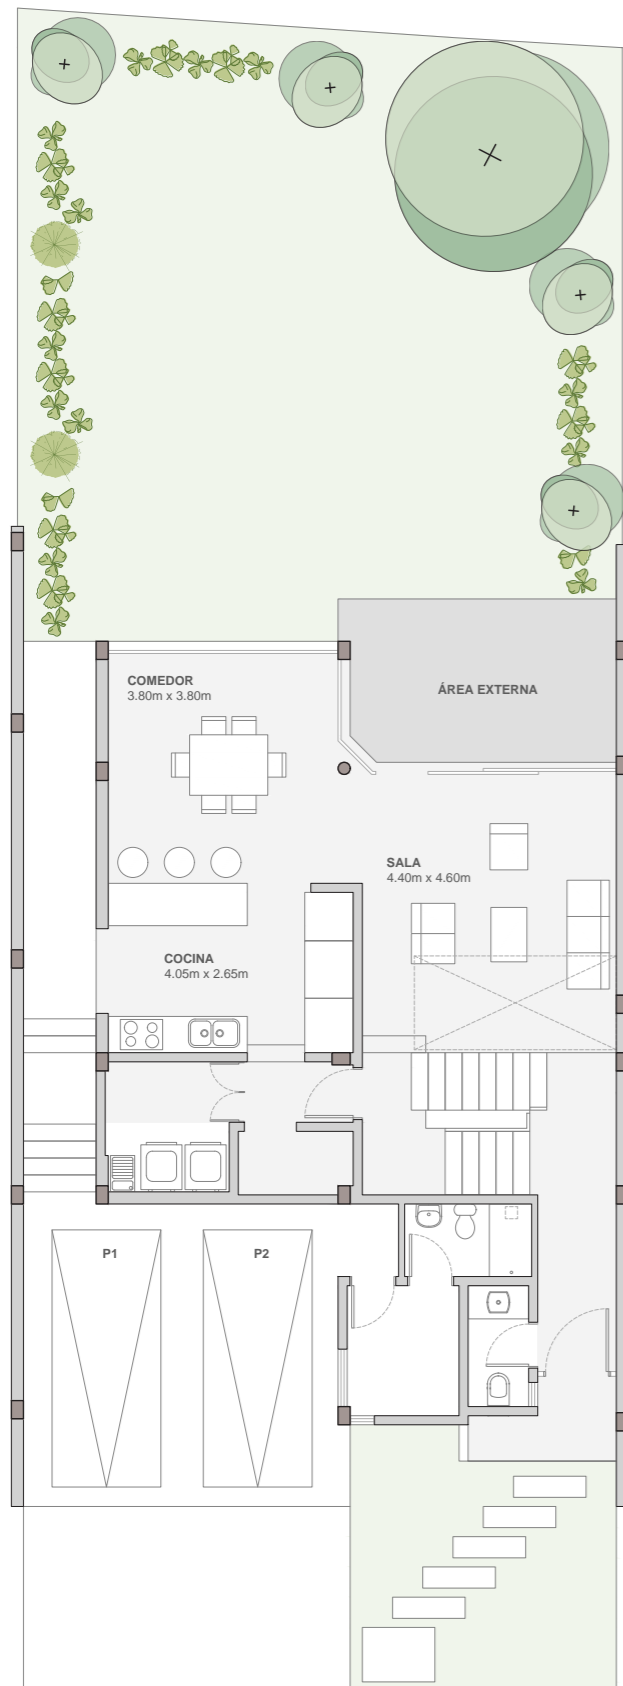 COMEDOR
3.80m x 3.80m
ÁREA EXTERNA
SALA
4.40m x 4.60m
COCINA
4.05m x 2.65m
P1
P2